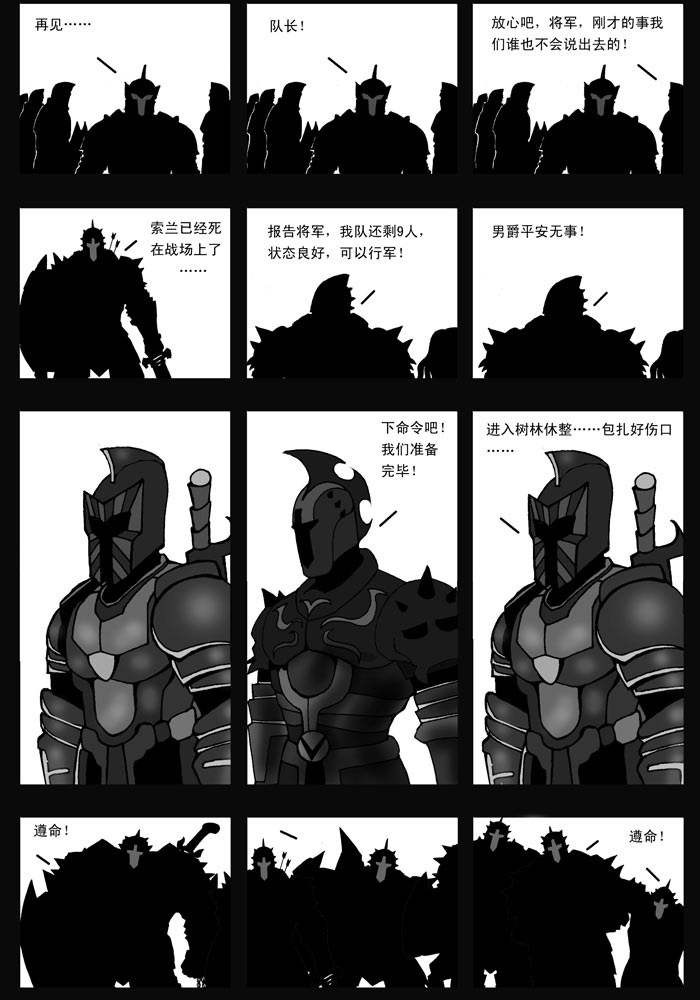 再见……
队长！
放心吧，将军，刚才的事我
们谁也不会说出去的！
索兰已经死
在战场上了
……
报告将军，我队还剩9人，
状态良好，可以行军！
男爵平安无事！
下命令吧！
我们准备
完毕！
进入树林休整……包扎好伤口
……
遵命！
遵命！